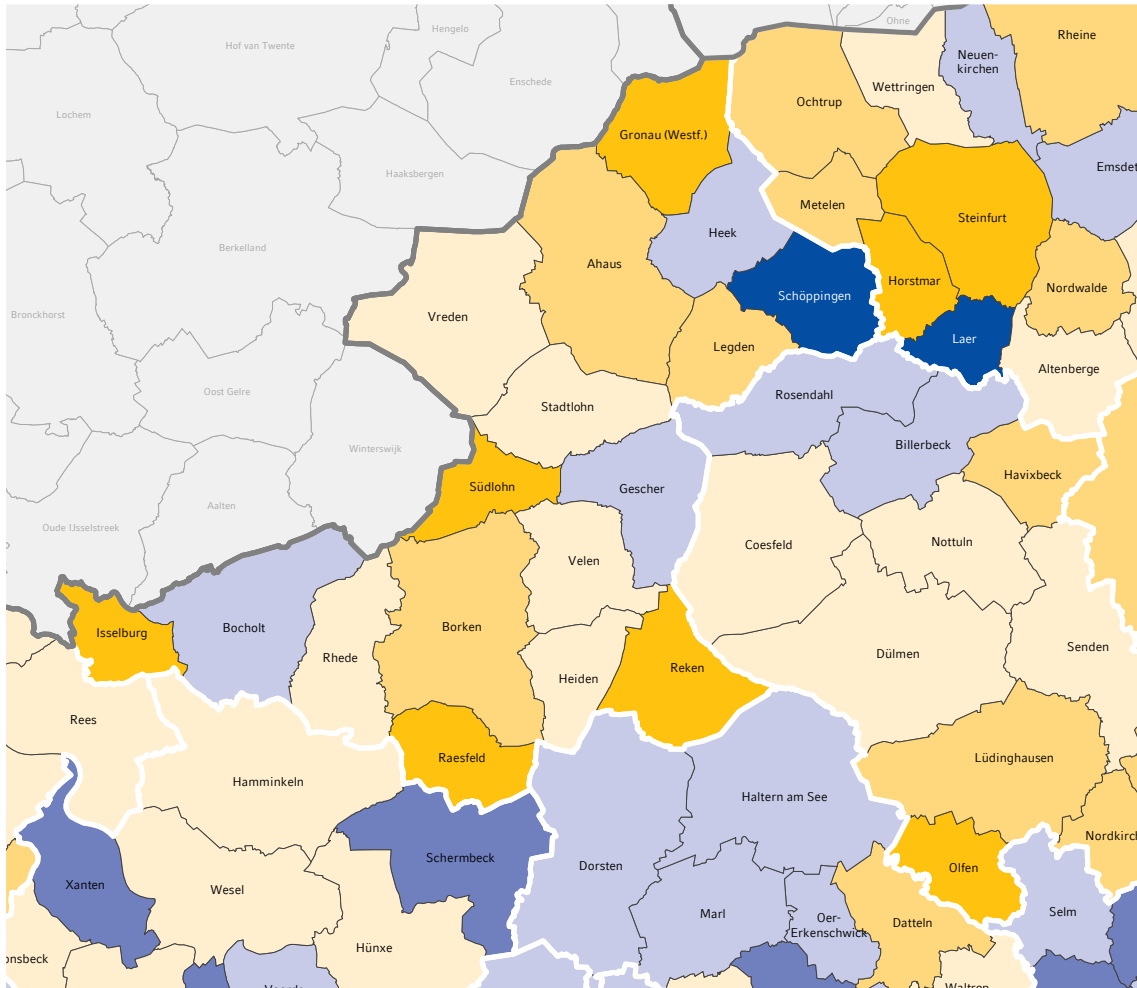 Ohne
Hengelo
Hof van Twente
Rheine
Neuen-
kirchen
Enschede
Wettringen
Ochtrup
Lochem
Gronau (Westf.)
Emsdet
Haaksbergen
Metelen
Steinfurt
Heek
Berkelland
Ahaus
Horstmar
Nordwalde
Schöppingen
Bronckhorst
Vreden
Laer
Legden
Altenberge
Oost Gelre
Rosendahl
Stadtlohn
Billerbeck
Winterswijk
Havixbeck
Südlohn
Gescher
Aalten
Oude IJsselstreek
Nottuln
Coesfeld
Velen
Isselburg
Bocholt
Borken
Senden
Dülmen
Rhede
Reken
Heiden
Rees
Raesfeld
Lüdinghausen
Hamminkeln
Haltern am See
Nordkirch
Schermbeck
Dorsten
Olfen
Xanten
Wesel
Marl
Selm
Oer-
Erkenschwick
Datteln
Hünxe
onsbeck
Voerde
Waltrop